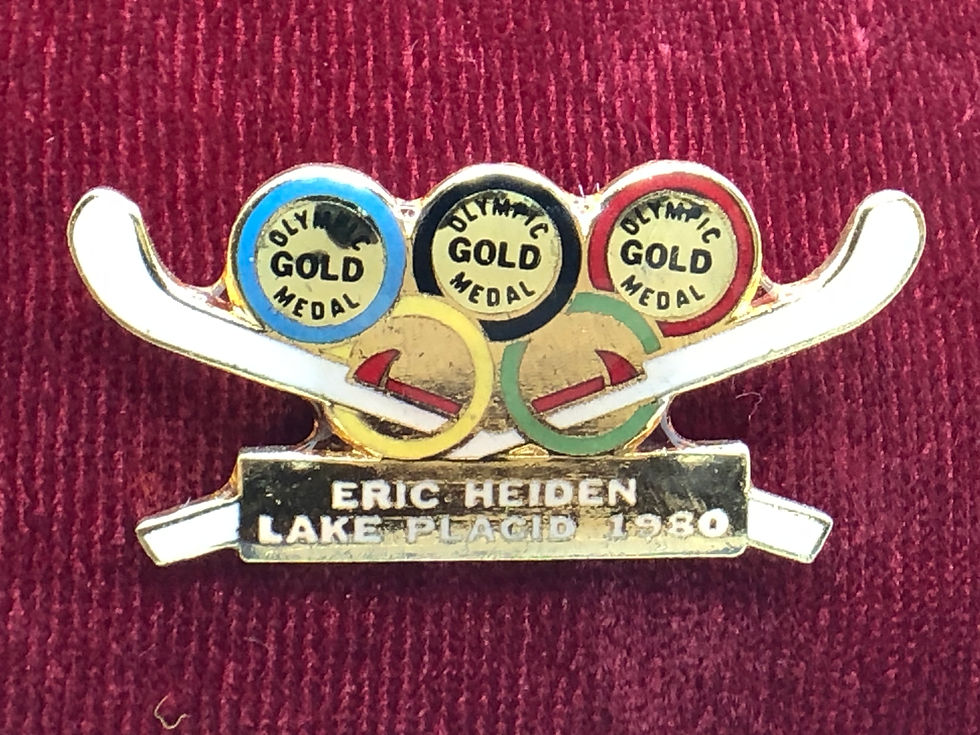 OLYMPIC
GOLD
MEDAL
OLYMPIC
GOLD
MEDAL
OLYMPIC
GOLD
MEDAL
ERIC HEIDEN
LAKE PLACID 1980